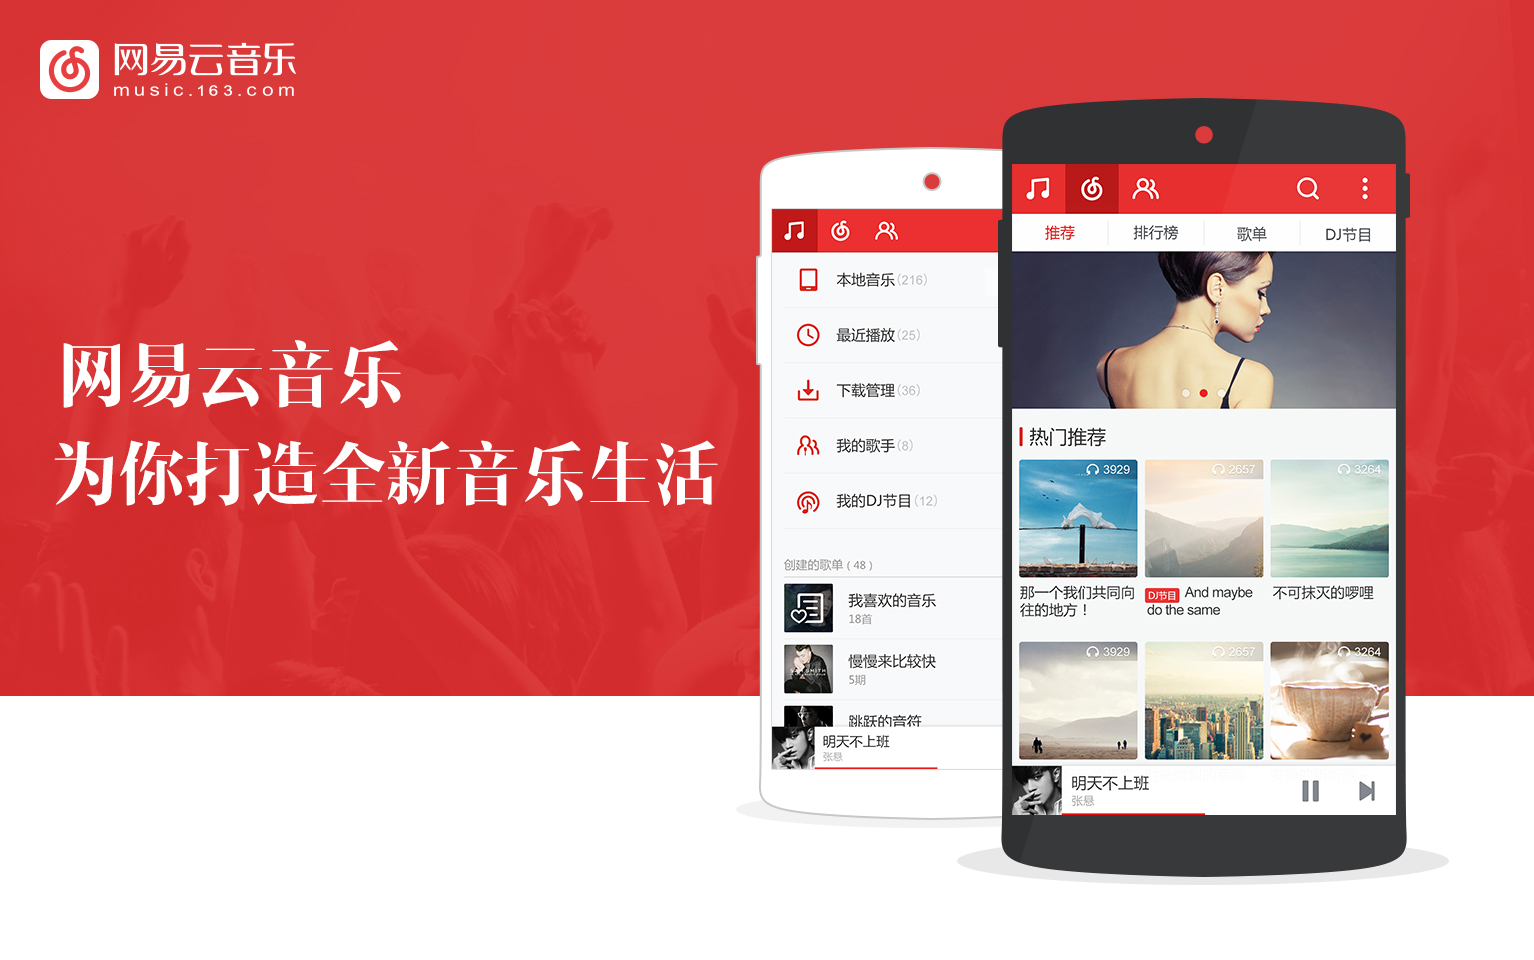 网易云音乐
music.163.com
网易云音乐
为你打造全新音乐生活
本地音乐(216)
最近播放(25)
下载管理(36)
我的歌手(8)
我的DJ节目(12)
创建的歌单 ( 48 )
我喜欢的音乐
18首
慢慢来比较快
5期
跳跃的音符
明天不上班
张悬
推荐 排行榜 歌单 DJ节目
热门推荐
3929 2657 3264
那一个我们共同向
往的地方！
DJ节目 And maybe
do the same
不可抹灭的啰哩
3929 2657 3264
明天不上班
张悬